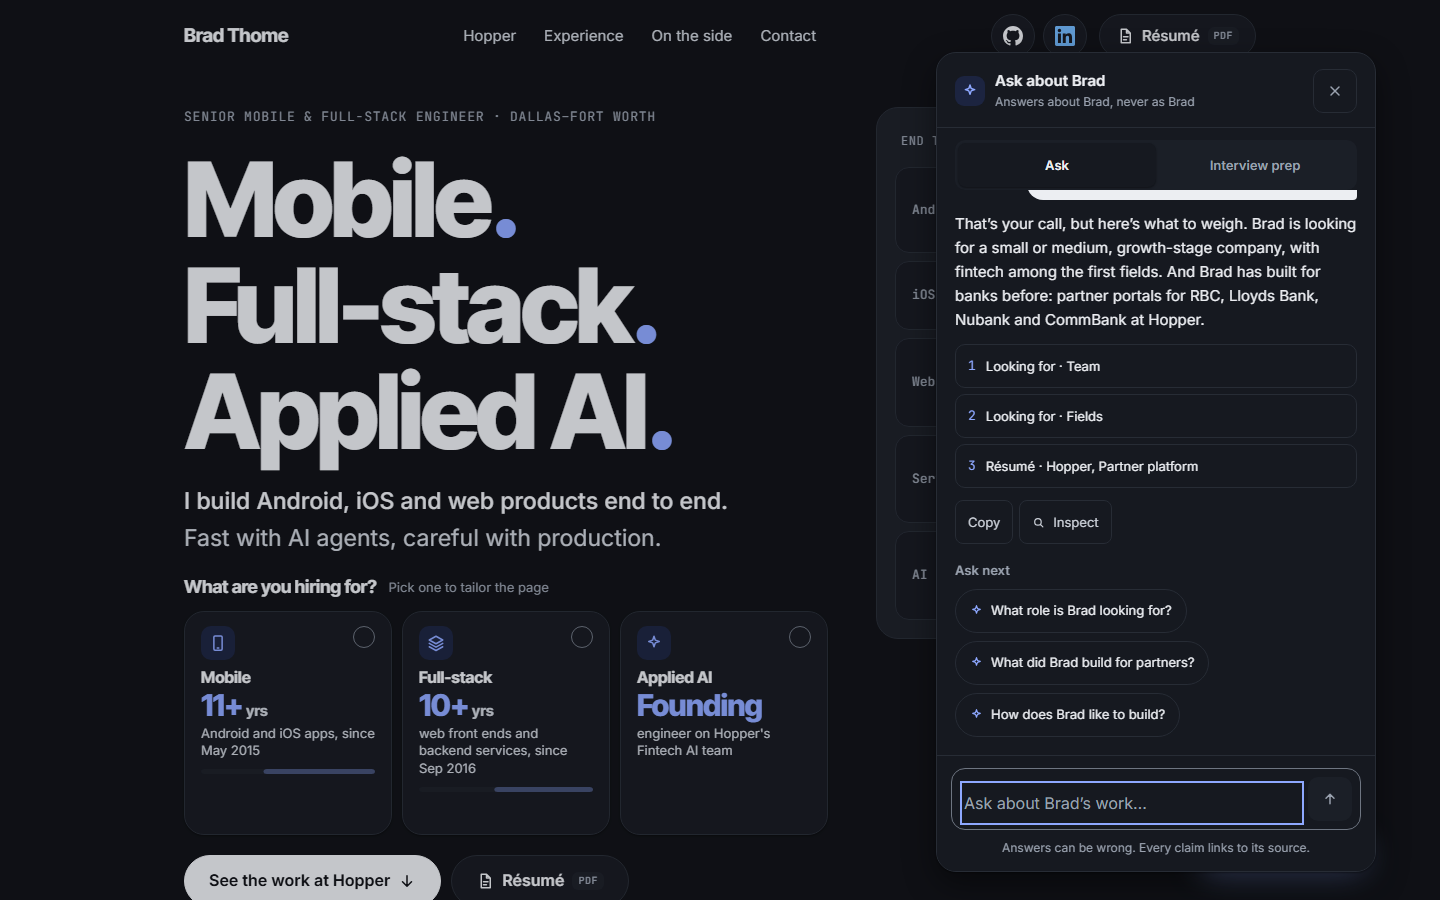 Brad Thome
Hopper
Experience
On the side
Contact
Résumé PDF
SENIOR MOBILE & FULL-STACK ENGINEER · DALLAS–FORT WORTH
Mobile.
Full-stack.
Applied AI.
I build Android, iOS and web products end to end.
Fast with AI agents, careful with production.
What are you hiring for? Pick one to tailor the page
Mobile
11+ yrs
Android and iOS apps, since
May 2015
Full-stack
10+ yrs
web front ends and
backend services, since
Sep 2016
Applied AI
Founding
engineer on Hopper's
Fintech AI team
See the work at Hopper ↓
Résumé PDF
END
And
iOS
Web
Ser
AI
Ask about Brad
Answers about Brad, never as Brad
Ask
Interview prep
That's your call, but here's what to weigh. Brad is looking
for a small or medium, growth-stage company, with
fintech among the first fields. And Brad has built for
banks before: partner portals for RBC, Lloyds Bank,
Nubank and CommBank at Hopper.
1 Looking for · Team
2 Looking for · Fields
3 Résumé · Hopper, Partner platform
Copy
Inspect
Ask next
What role is Brad looking for?
What did Brad build for partners?
How does Brad like to build?
Ask about Brad's work...
Answers can be wrong. Every claim links to its source.